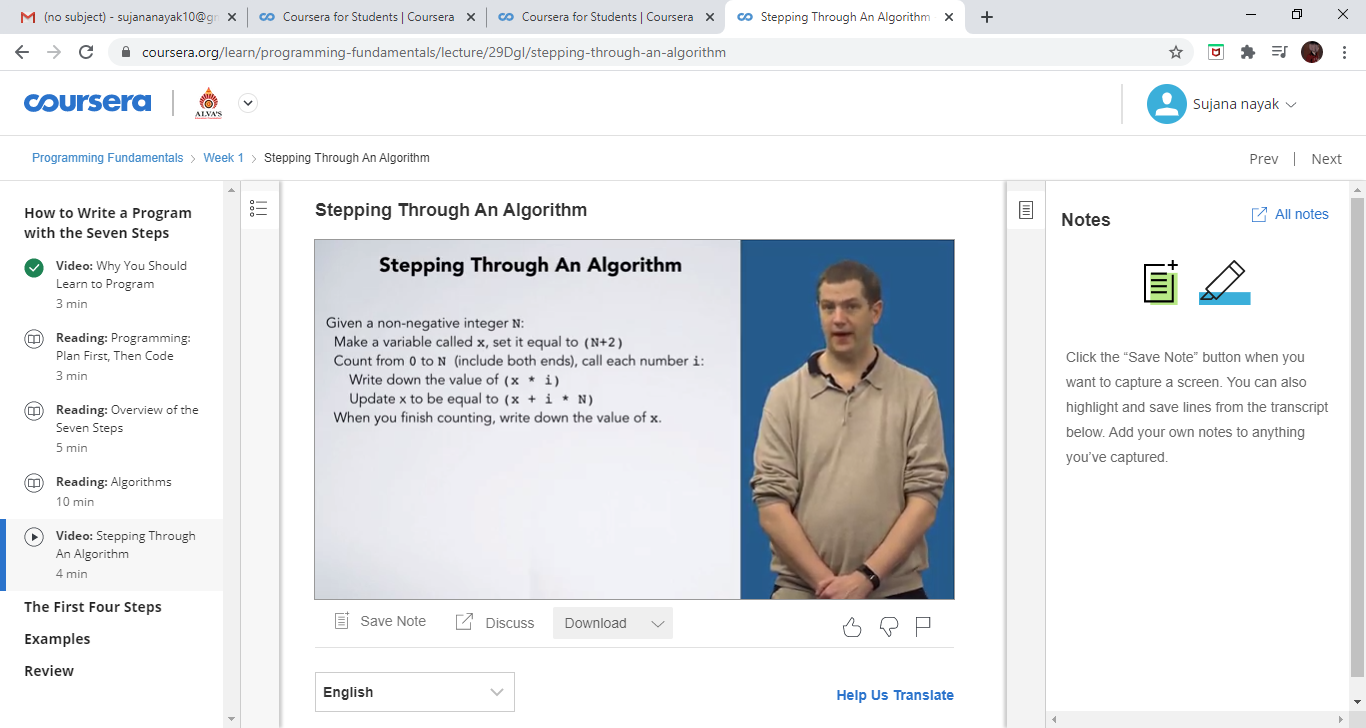 (no subject) - sujananayak10@g
Coursera for Students | Coursera
Coursera for Students | Coursera
Stepping Through An Algorithm
coursera.org/learn/programming-fundamentals/lecture/29Dgl/stepping-through-an-algorithm
coursera
ALVA'S
Sujana nayak
Programming Fundamentals > Week 1 > Stepping Through An Algorithm
Prev | Next
How to Write a Program
with the Seven Steps
Video: Why You Should
Learn to Program
3 min
Reading: Programming:
Plan First, Then Code
3 min
Reading: Overview of the
Seven Steps
5 min
Reading: Algorithms
10 min
Video: Stepping Through
An Algorithm
4 min
The First Four Steps
Examples
Review
Stepping Through An Algorithm
Stepping Through An Algorithm
Given a non-negative integer N:
Make a variable called x, set it equal to (N+2)
Count from 0 to N (include both ends), call each number i:
Write down the value of (x * i)
Update x to be equal to (x + i * N)
When you finish counting, write down the value of x.
Save Note
Discuss
Download
English
Help Us Translate
Notes
All notes
Click the “Save Note” button when you
want to capture a screen. You can also
highlight and save lines from the transcript
below. Add your own notes to anything
you’ve captured.